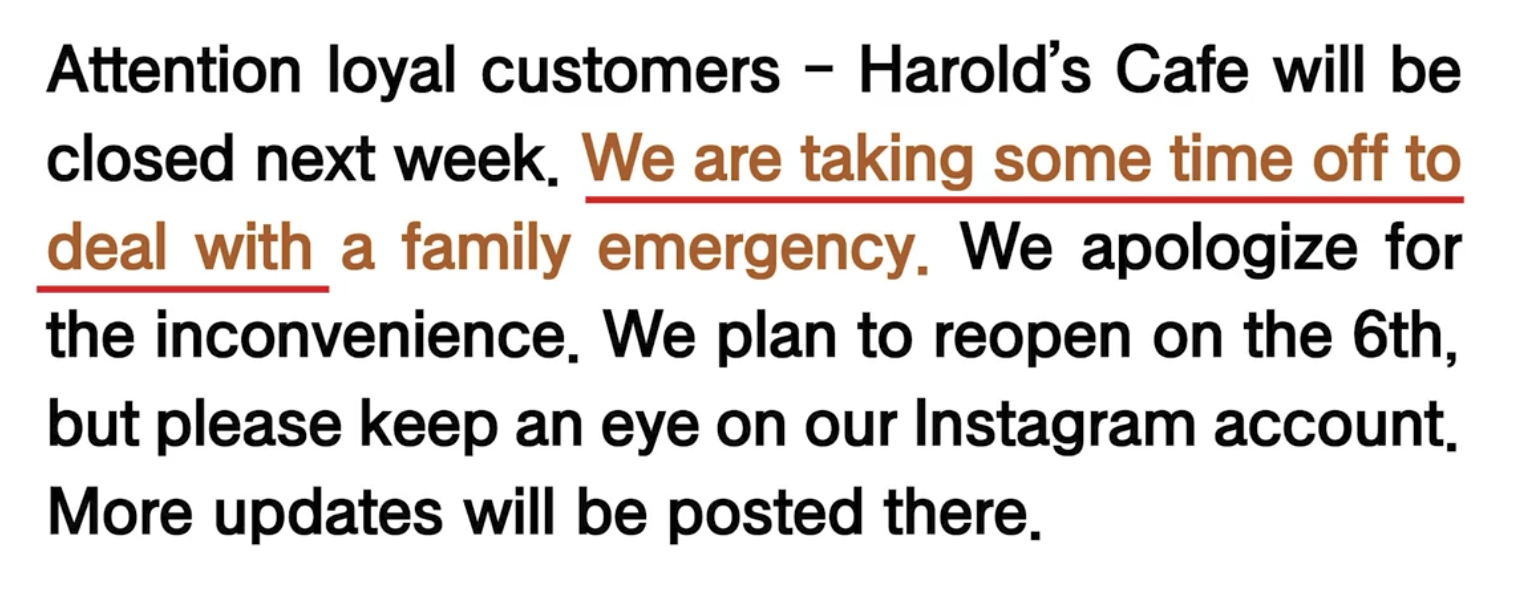 Attention loyal customers – Harold’s Cafe will be
closed next week. We are taking some time off to
deal with a family emergency. We apologize for
the inconvenience. We plan to reopen on the 6th,
but please keep an eye on our Instagram account.
More updates will be posted there.